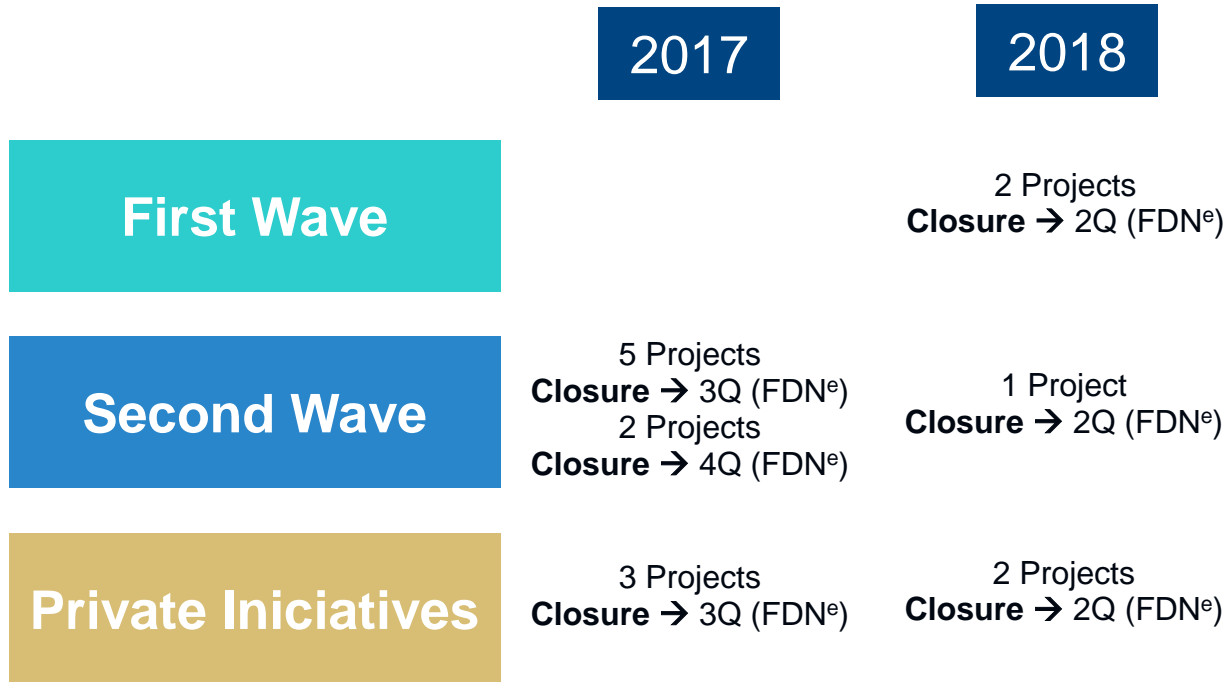 2017
2018
First Wave
2 Projects
Closure → 2Q (FDNᵉ)
Second Wave
5 Projects
Closure → 3Q (FDNᵉ)
2 Projects
Closure → 4Q (FDNᵉ)
1 Project
Closure → 2Q (FDNᵉ)
Private Iniciatives
3 Projects
Closure → 3Q (FDNᵉ)
2 Projects
Closure → 2Q (FDNᵉ)